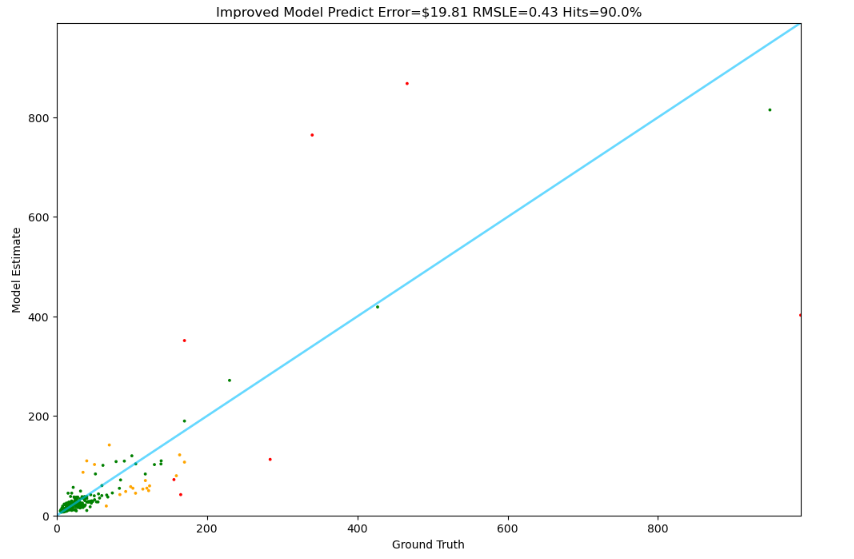 Improved Model Predict Error=$19.81 RMSLE=0.43 Hits=90.0%
Model Estimate
800
600
400
200
0
0 200 400 600 800
Ground Truth